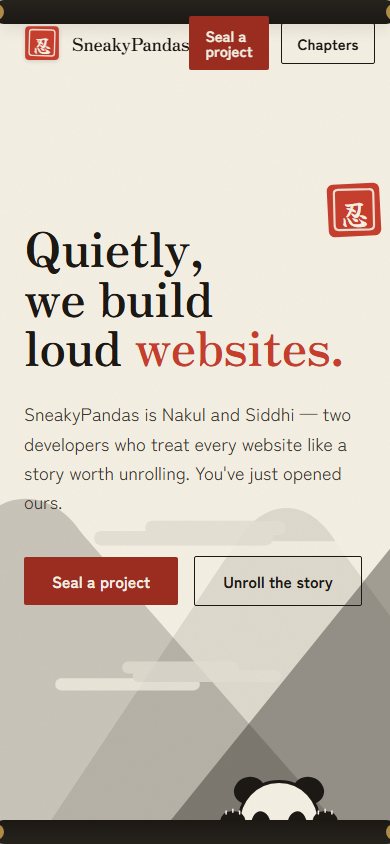 忍
SneakyPandas
Seal a
project
Chapters
忍
Quietly,
we build
loud websites.
SneakyPandas is Nakul and Siddhi — two
developers who treat every website like a
story worth unrolling. You've just opened
ours.
Seal a project
Unroll the story